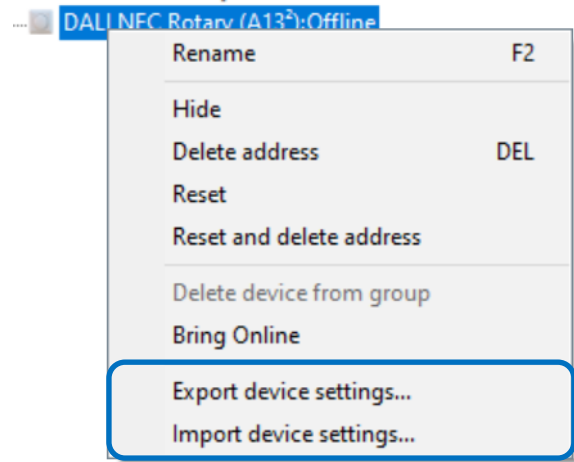 DALI NFC Rotary (A13²):Offline
Rename F2
Hide
Delete address DEL
Reset
Reset and delete address
Delete device from group
Bring Online
Export device settings...
Import device settings...